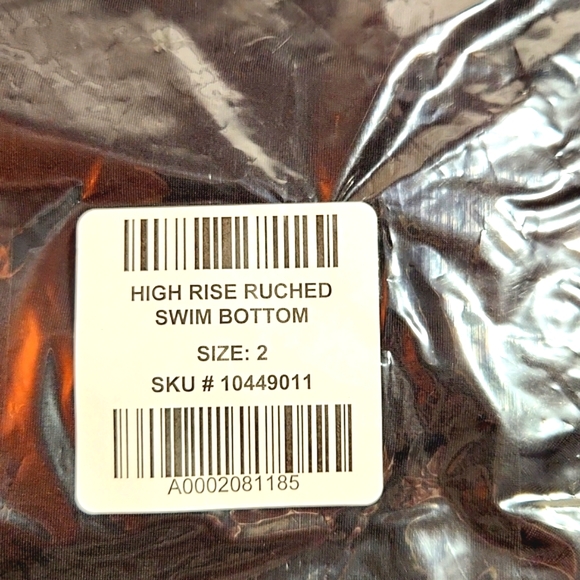 HIGH RISE RUCHED
SWIM BOTTOM
SIZE: 2
SKU # 10449011
A0002081185